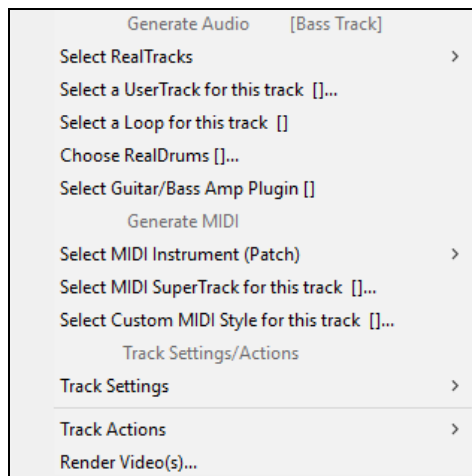 Generate Audio [Bass Track]
Select RealTracks
Select a UserTrack for this track []...
Select a Loop for this track []
Choose RealDrums []...
Select Guitar/Bass Amp Plugin []
Generate MIDI
Select MIDI Instrument (Patch)
Select MIDI SuperTrack for this track []...
Select Custom MIDI Style for this track []...
Track Settings/Actions
Track Settings
Track Actions
Render Video(s)...